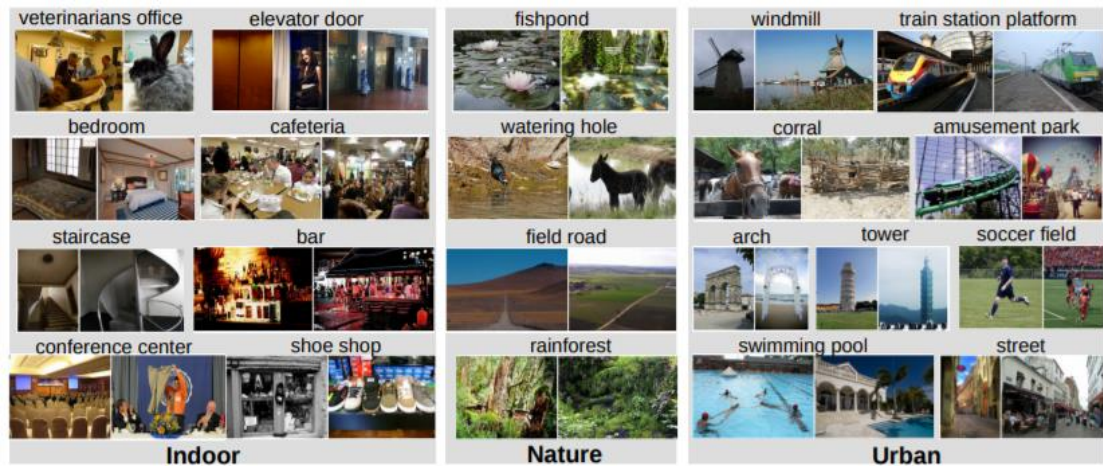 veterinarians office
elevator door
bedroom
cafeteria
staircase
bar
conference center
shoe shop
Indoor
fishpond
watering hole
field road
rainforest
Nature
windmill
train station platform
corral
amusement park
arch
tower
soccer field
swimming pool
street
Urban